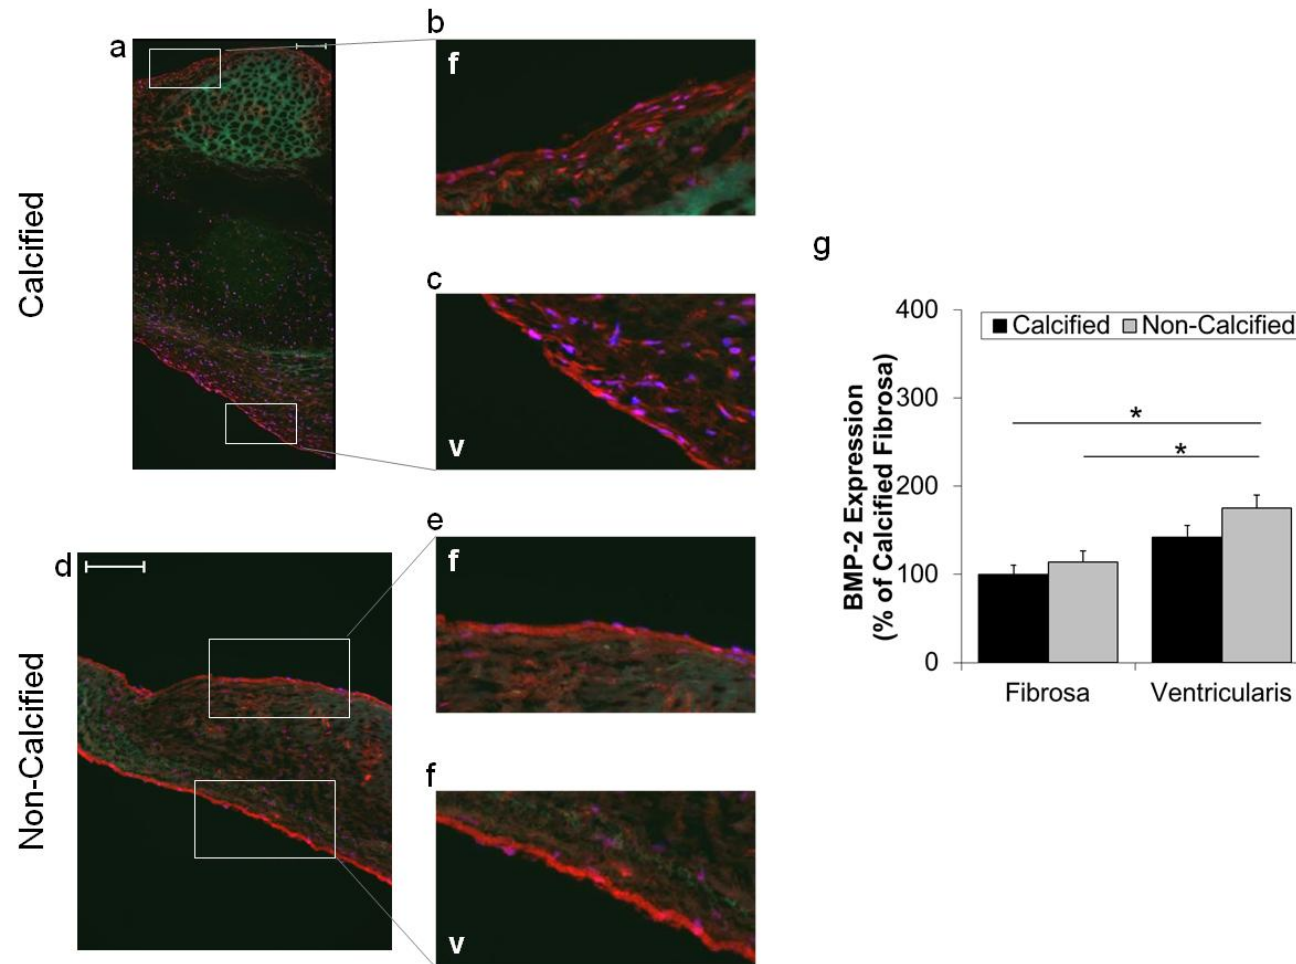 a
b
f
Calcified
c
v
g
400
300
200
100
0
Calcified Non-Calcified
*
*
BMP-2 Expression
(% of Calcified Fibrosa)
Fibrosa Ventricularis
d
e
f
Non-Calcified
f
v